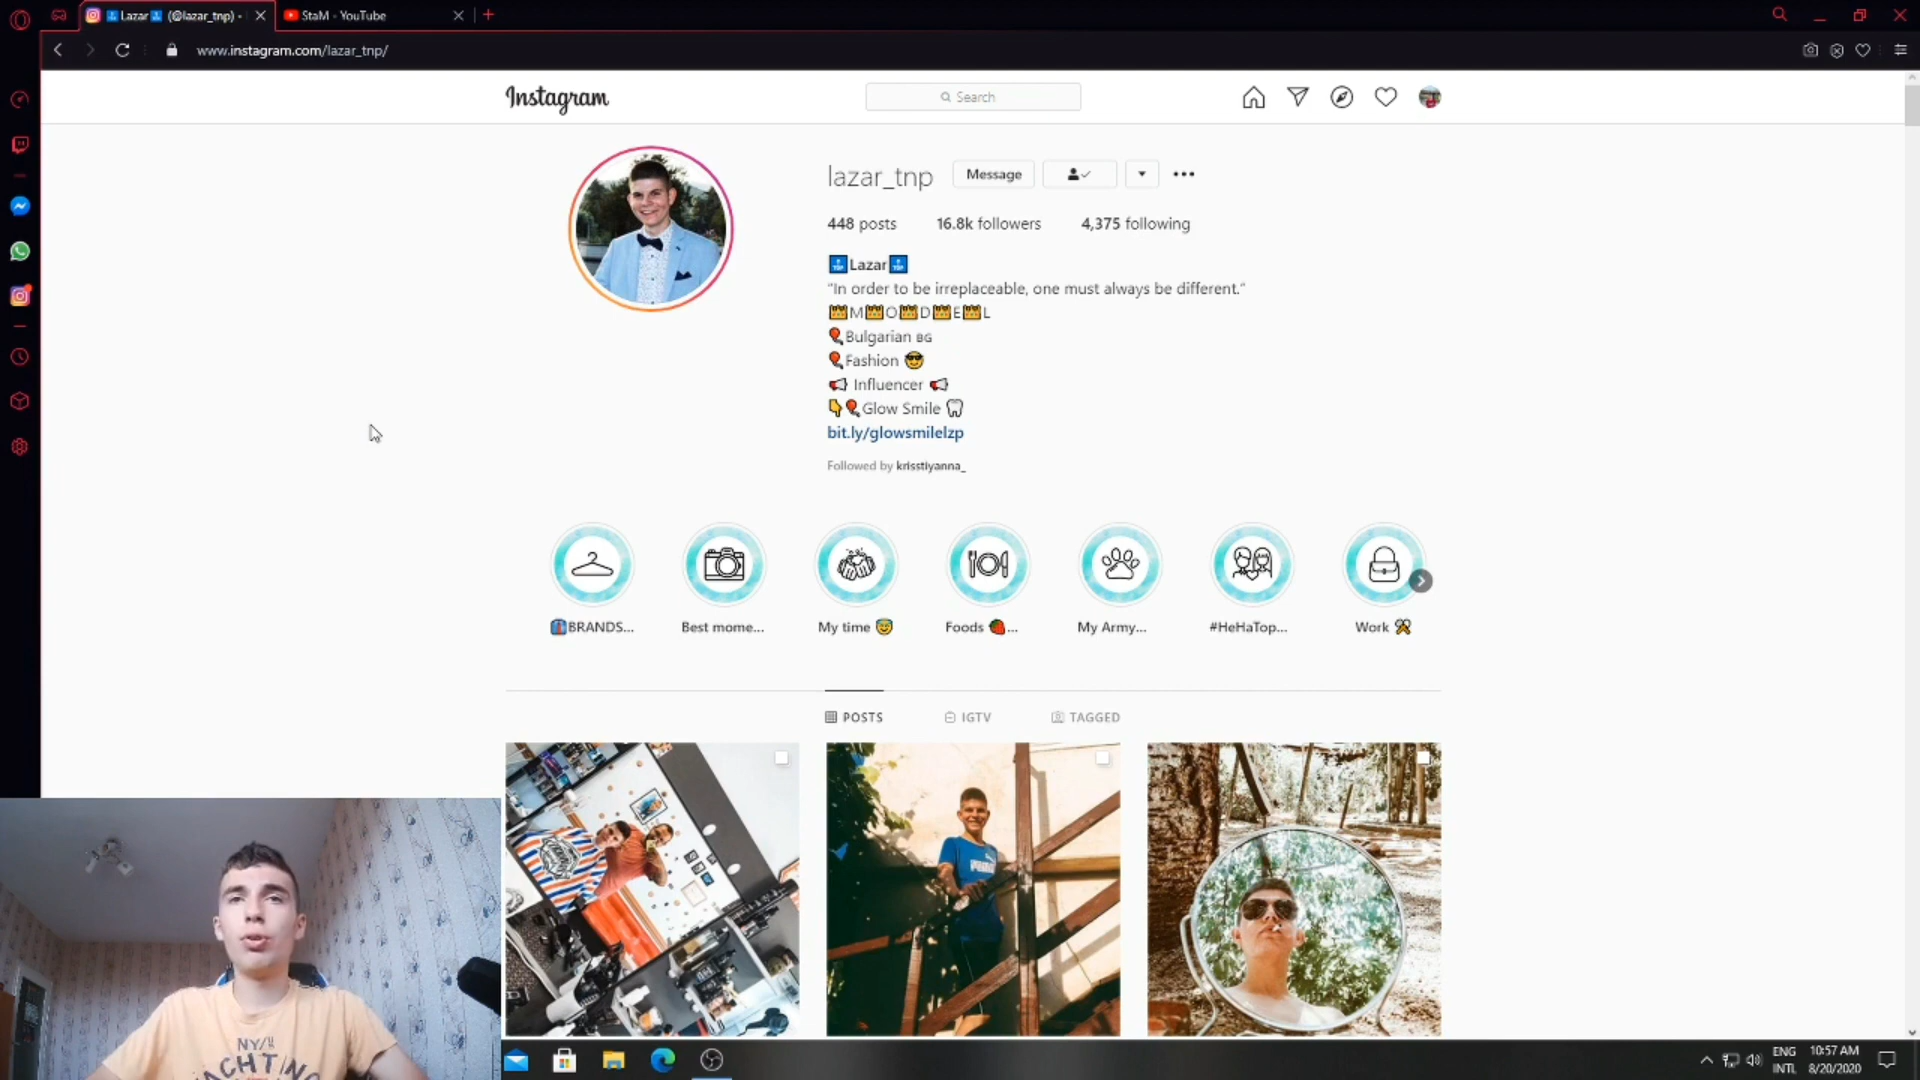 Lazar (@lazar_tnp) •
StaM - YouTube
www.instagram.com/lazar_tnp/
Instagram
Search
lazar_tnp
Message
448 posts
16.8k followers
4,375 following
Lazar
"In order to be irreplaceable, one must always be different."
M O D E L
Bulgarian BG
Fashion
Influencer
Glow Smile
bit.ly/glowsmilelzp
Followed by krisstiyanna_
BRANDS...
Best mome...
My time
Foods ...
My Army...
#HeHaTop...
Work
POSTS
IGTV
TAGGED
NY/
ENG
INTL
10:57 AM
8/20/2020